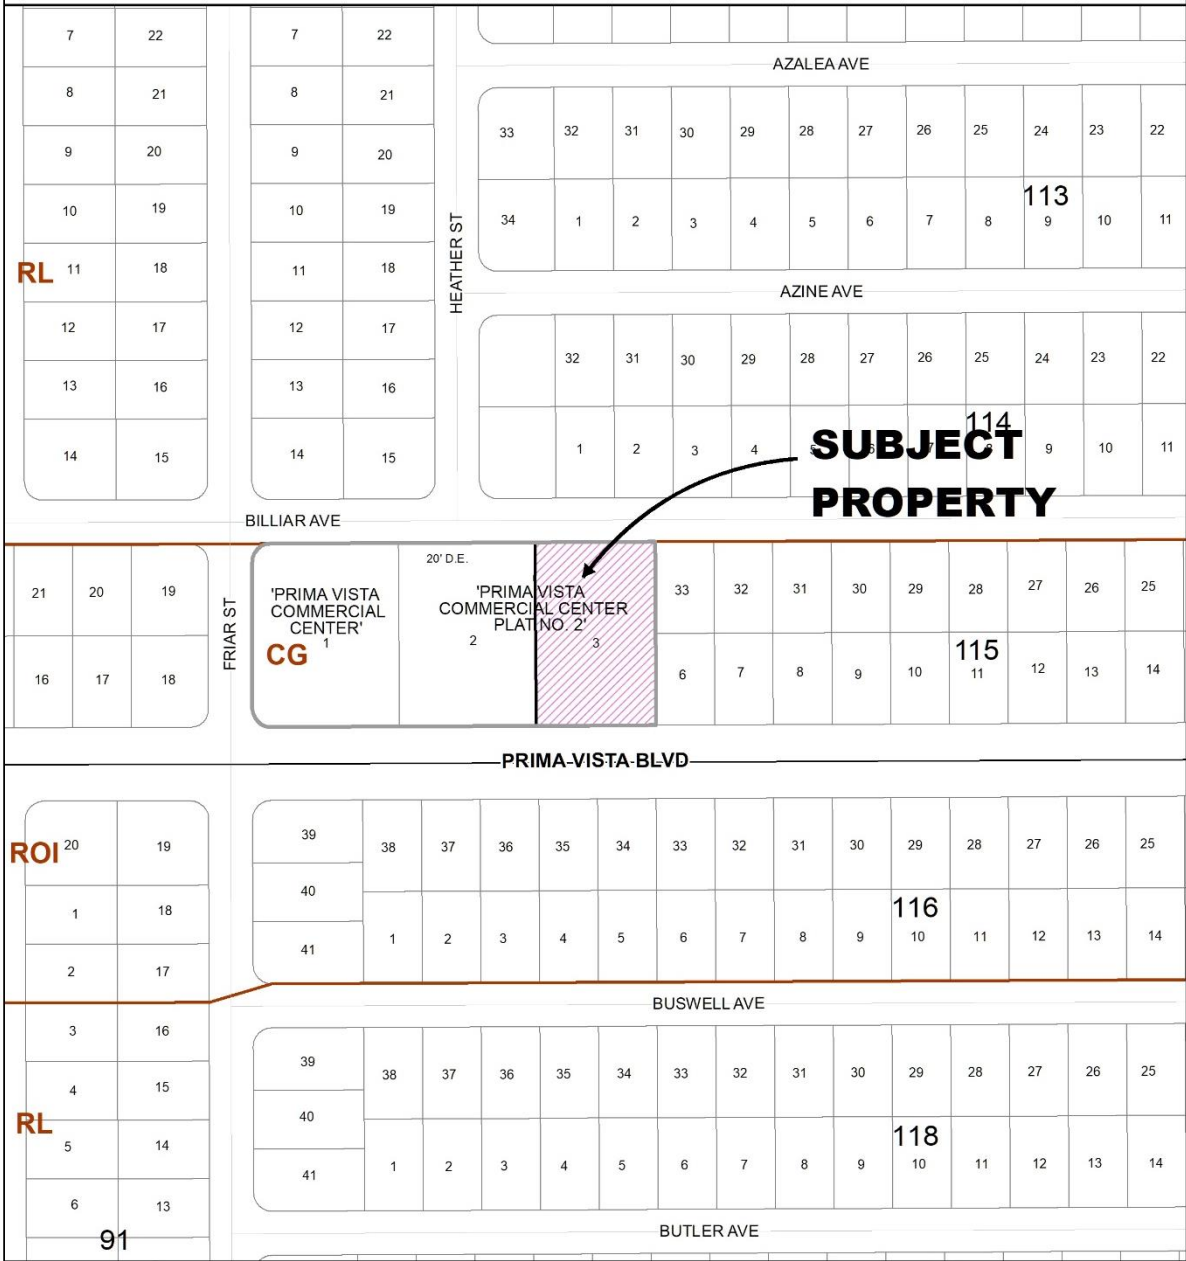 7 22 7 22
AZALEA AVE
8 21 8 21
33 32 31 30 29 28 27 26 25 24 23 22
9 20 9 20
113
10 19 10 19
34 1 2 3 4 5 6 7 8 9 10 11
HEATHER ST
RL 11 18 11 18
AZINE AVE
12 17 12 17
32 31 30 29 28 27 26 25 24 23 22
13 16 13 16
114
14 15 14 15
1 2 3 4 5 6 7 8 9 10 11
SUBJECT
PROPERTY
BILLIAR AVE
20' D.E.
21 20 19
'PRIMA VISTA
COMMERCIAL
CENTER'
1
CG
'PRIMA VISTA
COMMERCIAL CENTER
PLAT NO. 2'
2 3
33 32 31 30 29 28 27 26 25
FRIAR ST
115
16 17 18
6 7 8 9 10 11 12 13 14
PRIMA VISTA BLVD
ROI 20 19
39
38 37 36 35 34 33 32 31 30 29 28 27 26 25
40
1 18
116
41
1 2 3 4 5 6 7 8 9 10 11 12 13 14
2 17
BUSWELL AVE
3 16
39
38 37 36 35 34 33 32 31 30 29 28 27 26 25
4 15
40
RL
118
5 14
41
1 2 3 4 5 6 7 8 9 10 11 12 13 14
6 13
91
BUTLER AVE